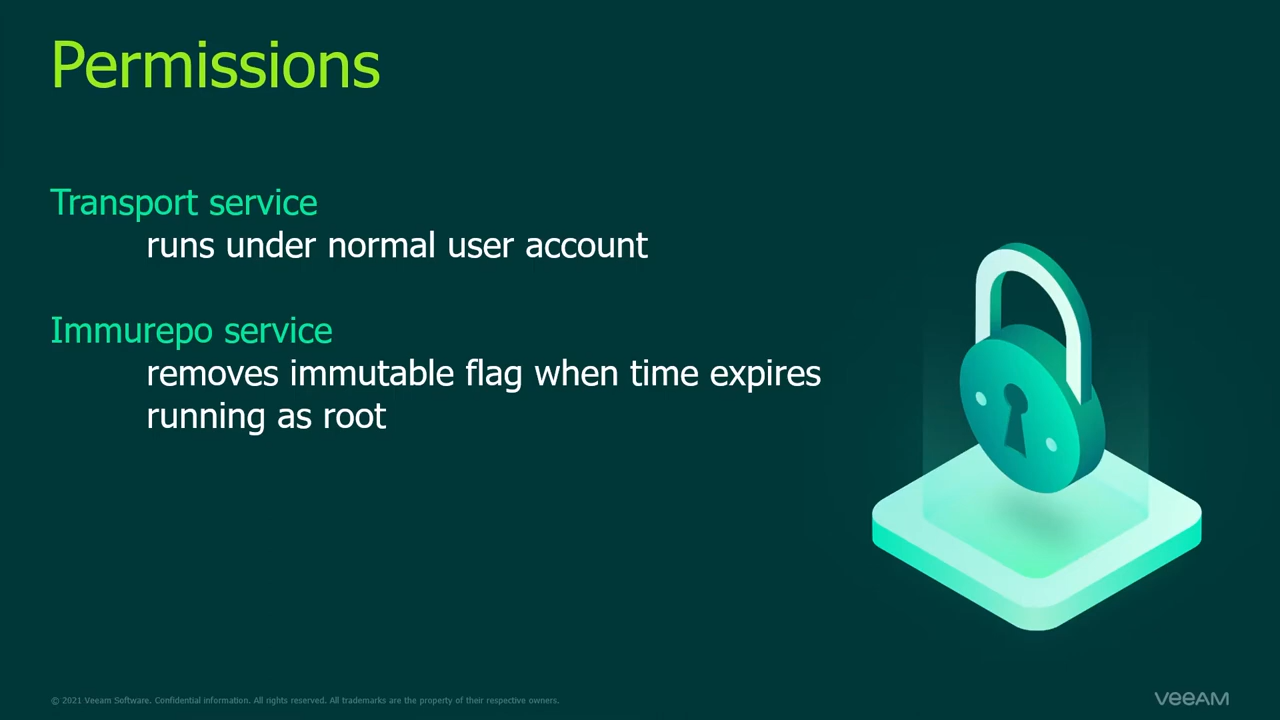 Permissions
Transport service
runs under normal user account
Immurepo service
removes immutable flag when time expires
running as root
© 2021 Veeam Software. Confidential information. All rights reserved. All trademarks are the property of their respective owners.
veeAM